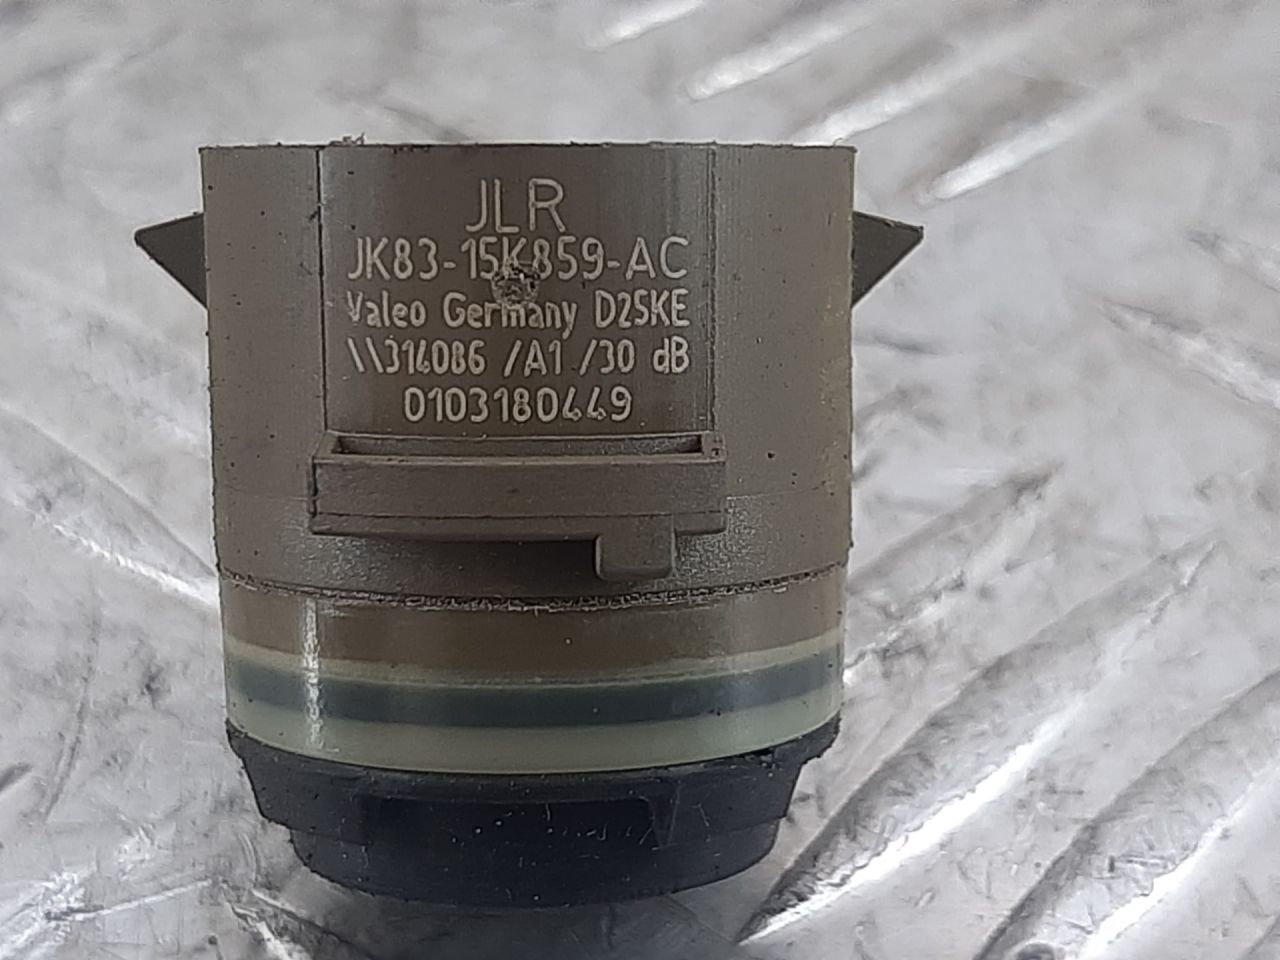 JLR
JK83-15K859-AC
Valeo Germany D2SKE
\\314086 /A1 /30 dB
0103180449